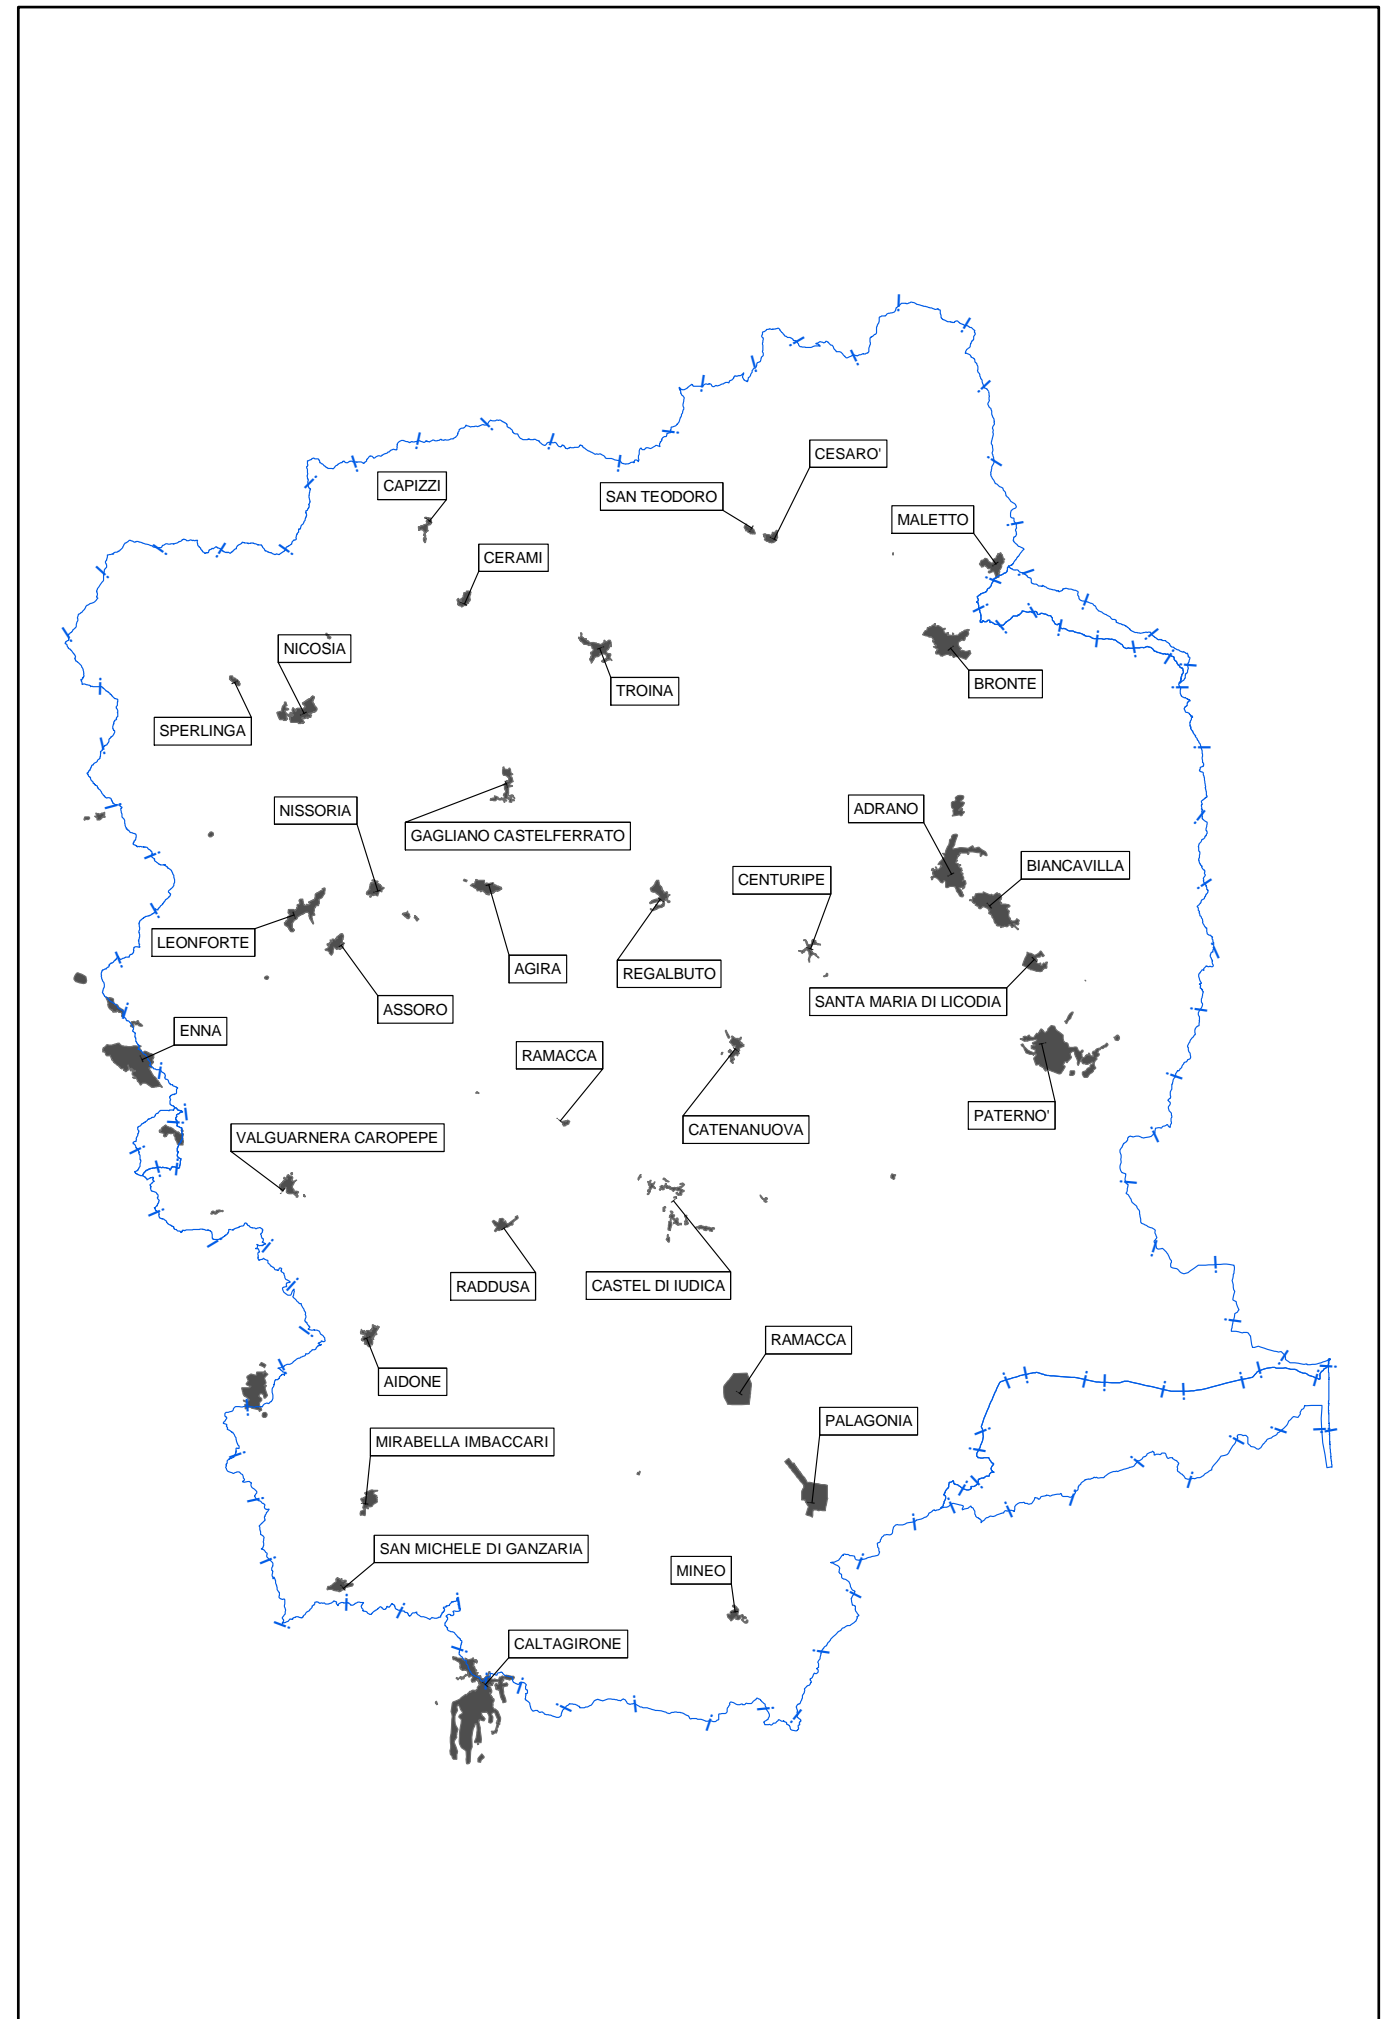 CESARO'
CAPIZZI
SAN TEODORO
MALETTO
CERAMI
NICOSIA
BRONTE
TROINA
SPERLINGA
NISSORIA
ADRANO
GAGLIANO CASTELFERRATO
BIANCAVILLA
CENTURIPE
LEONFORTE
AGIRA
REGALBUTO
SANTA MARIA DI LICODIA
ASSORO
ENNA
RAMACCA
PATERNO'
CATENANUOVA
VALGUARNERA CAROPEPE
RADDUSA
CASTEL DI IUDICA
RAMACCA
AIDONE
PALAGONIA
MIRABELLA IMBACCARI
SAN MICHELE DI GANZARIA
MINEO
CALTAGIRONE